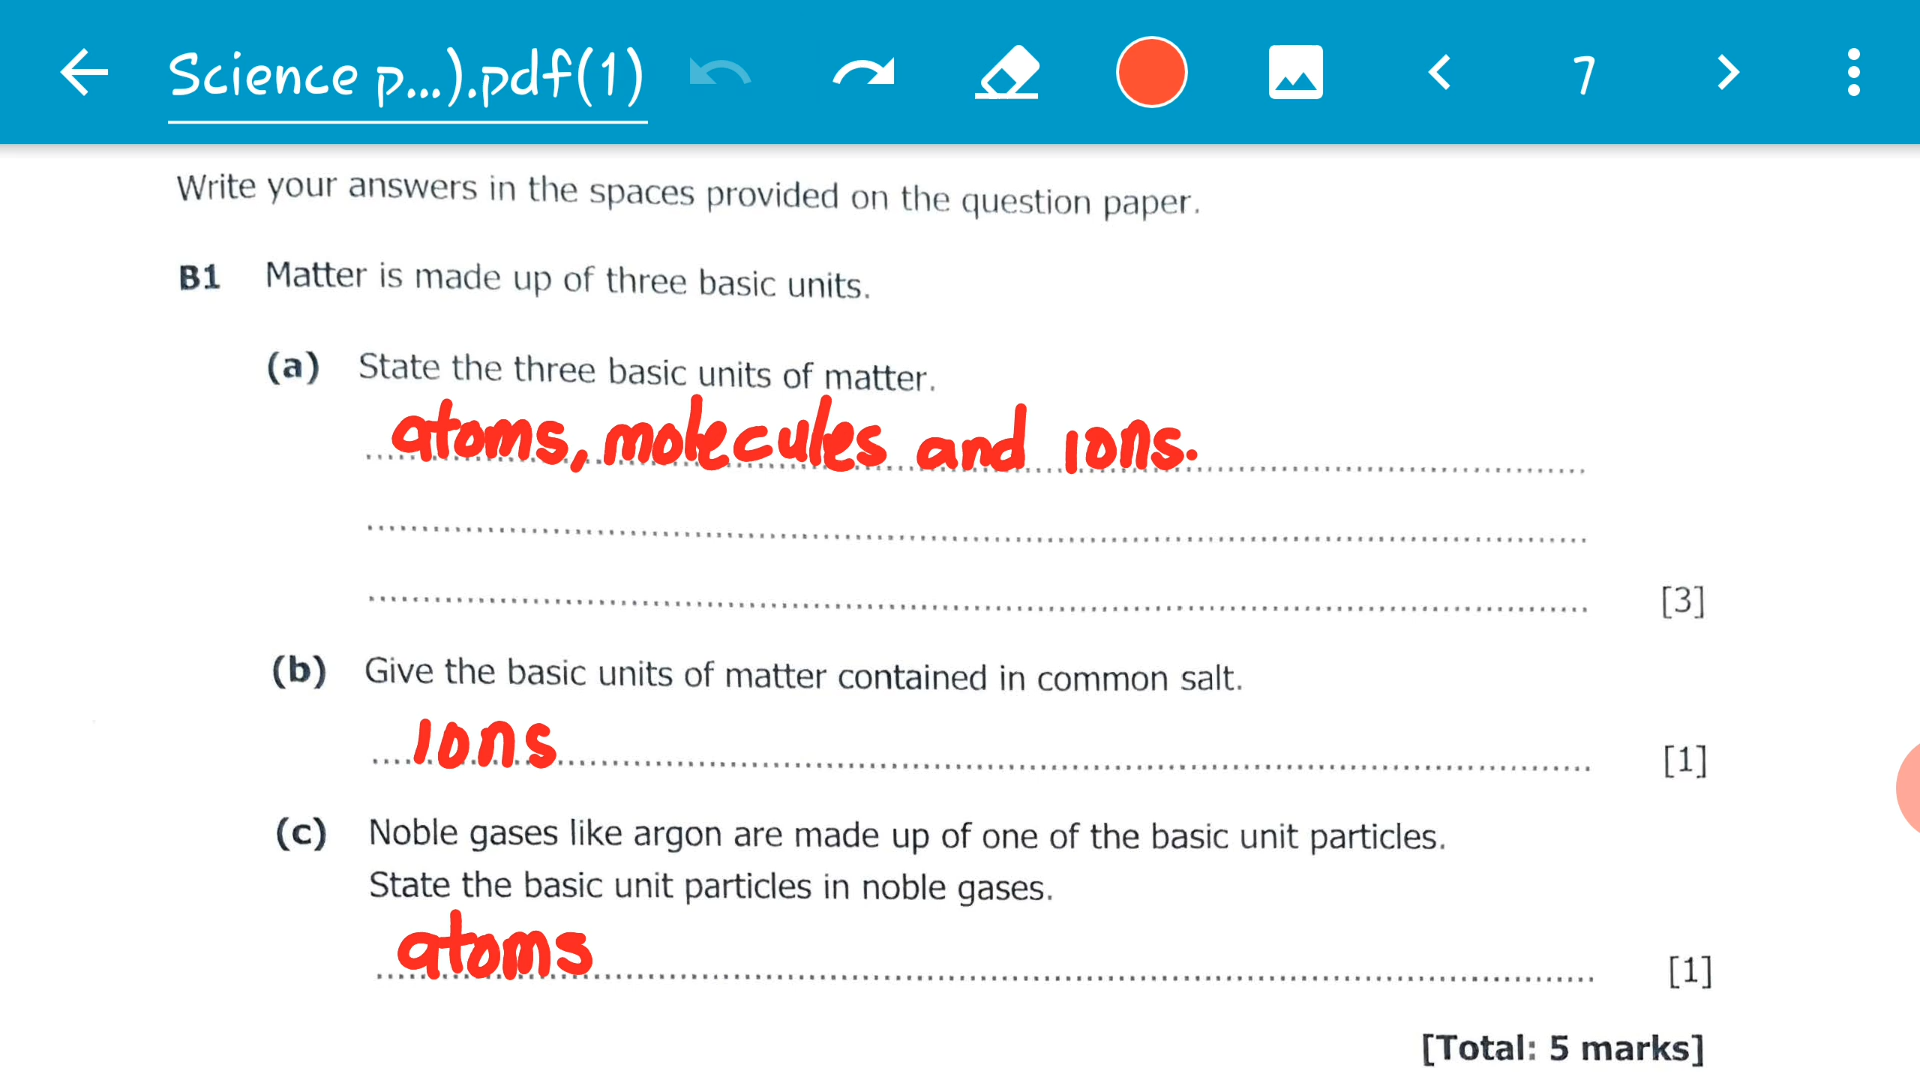 Science p...).pdf(1) 7
Write your answers in the spaces provided on the question paper.
B1 Matter is made up of three basic units.
(a) State the three basic units of matter.
atoms, molecules and ions.
[3]
(b) Give the basic units of matter contained in common salt.
Ions
[1]
(c) Noble gases like argon are made up of one of the basic unit particles.
State the basic unit particles in noble gases.
atoms
[1]
[Total: 5 marks]